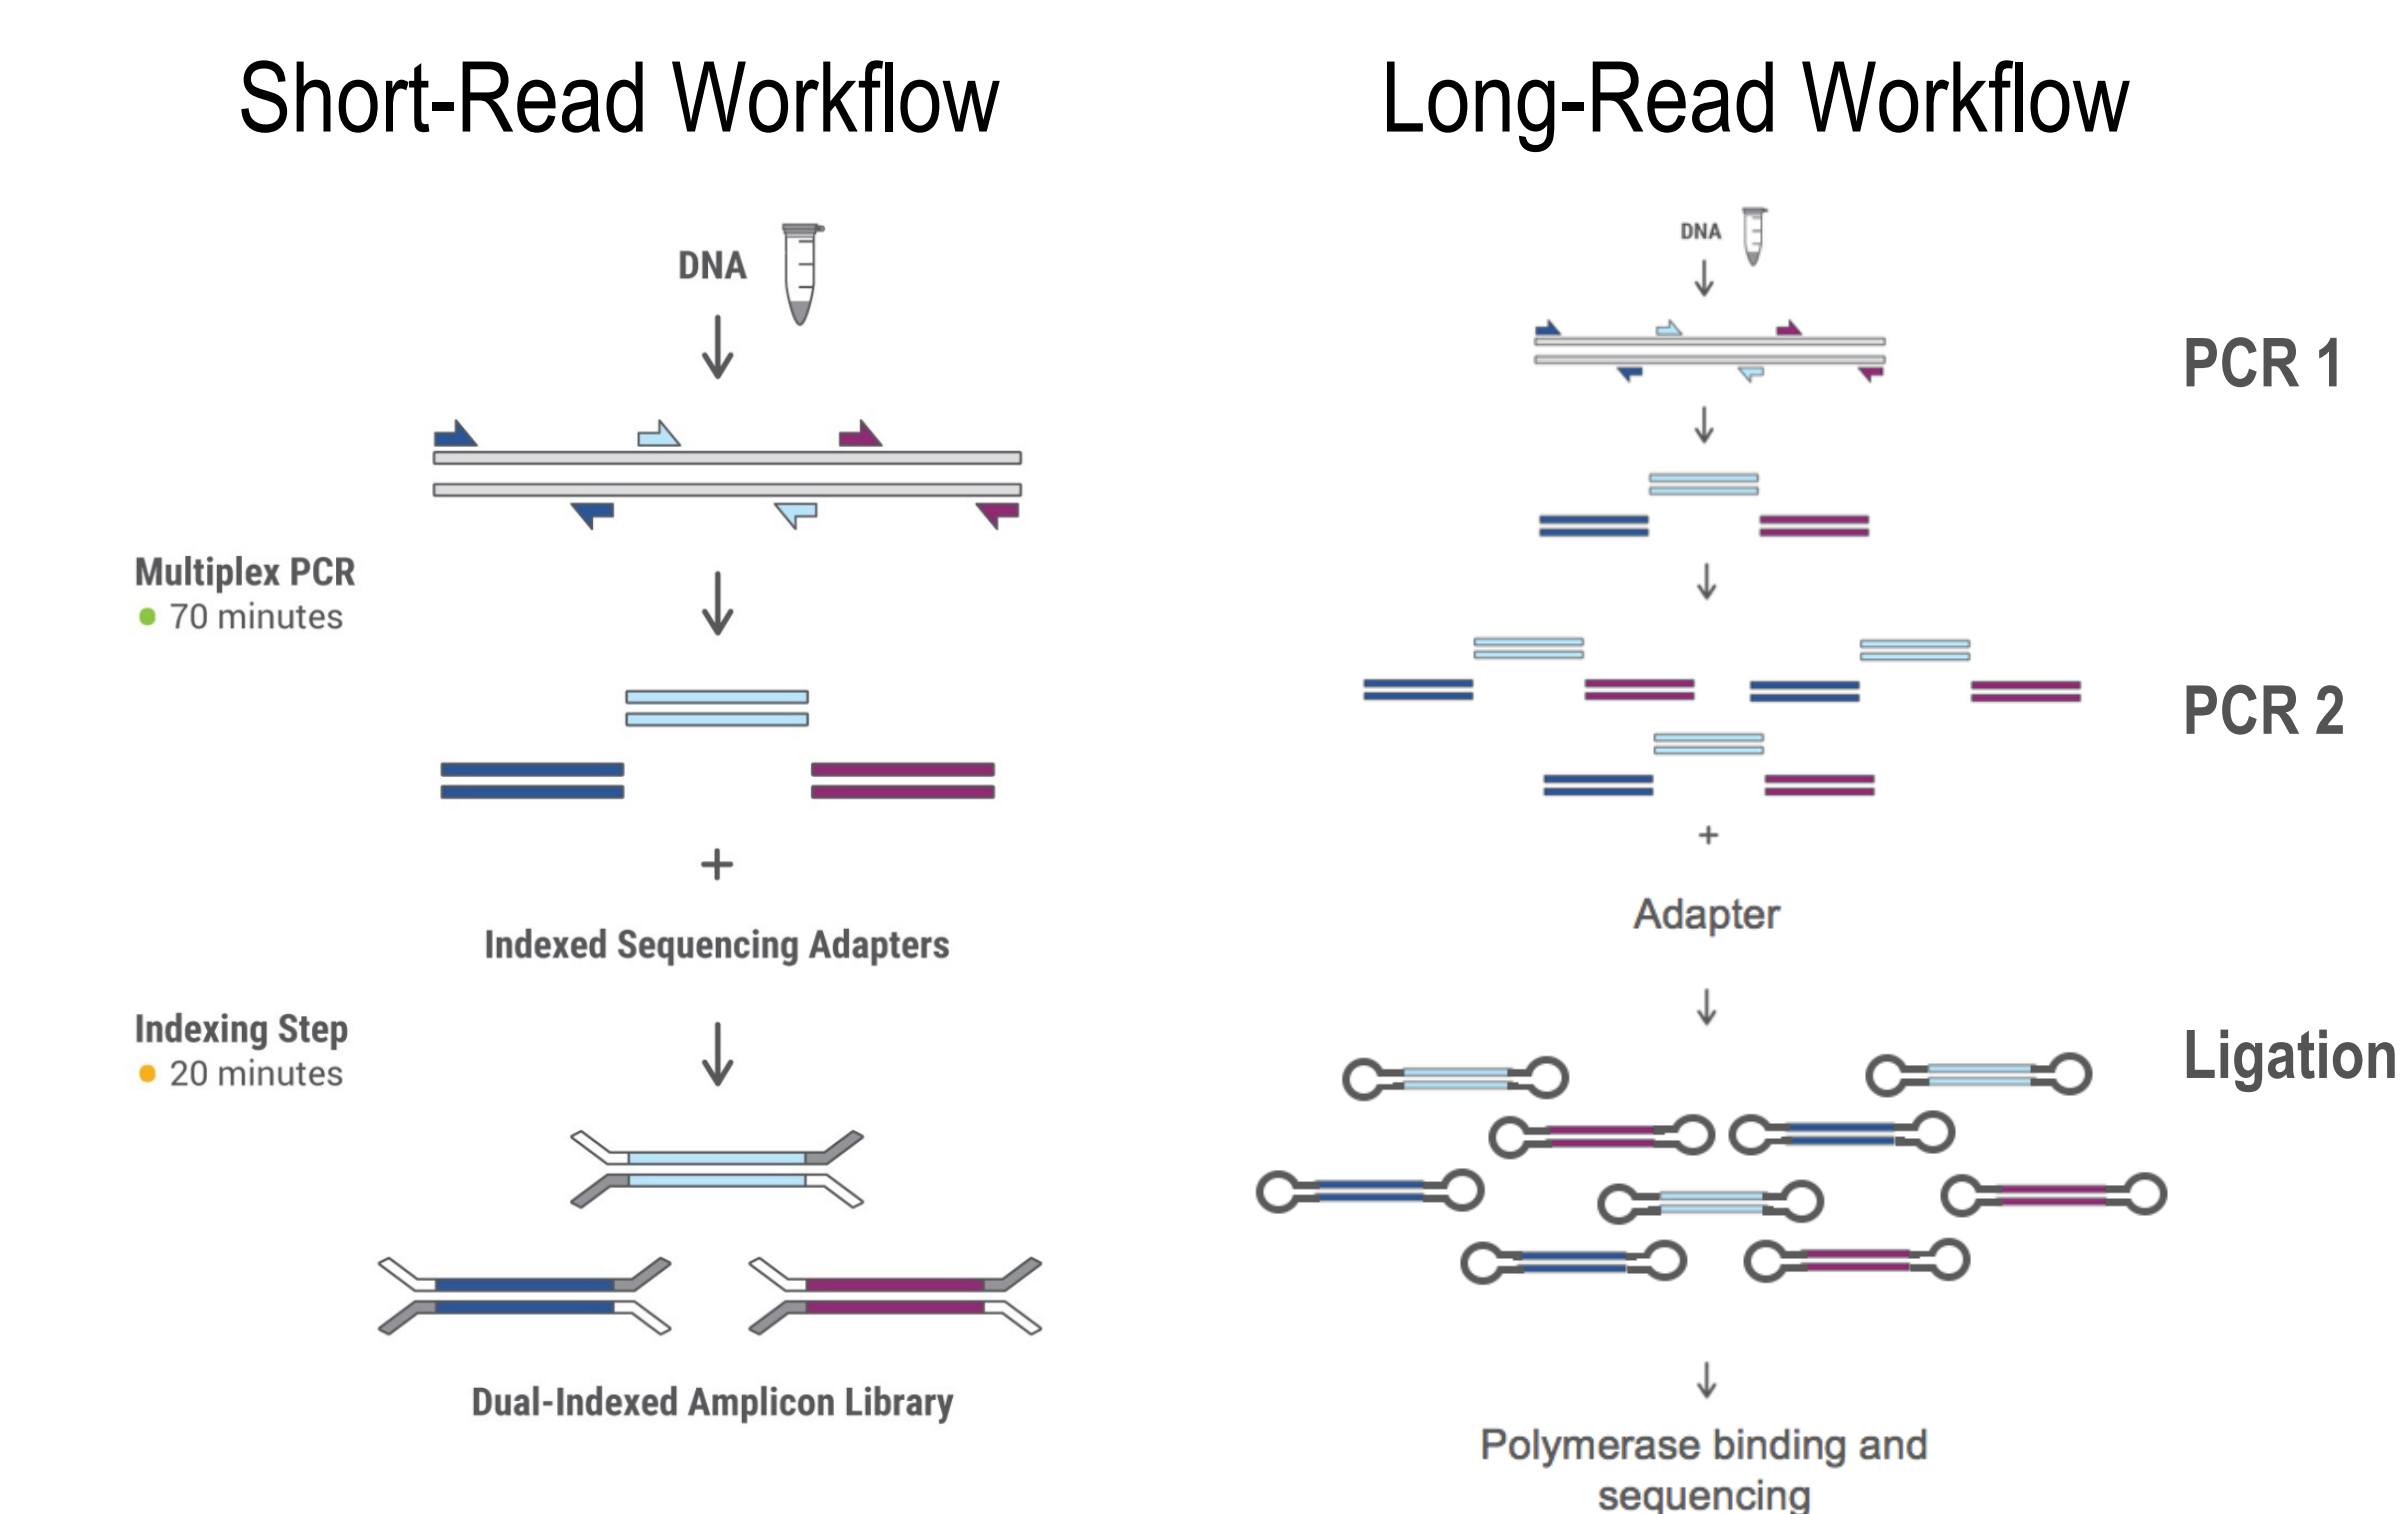 Short-Read Workflow
DNA
Multiplex PCR
70 minutes
+
Indexed Sequencing Adapters
Indexing Step
20 minutes
Dual-Indexed Amplicon Library
Long-Read Workflow
DNA
PCR 1
PCR 2
+
Adapter
Ligation
Polymerase binding and
sequencing